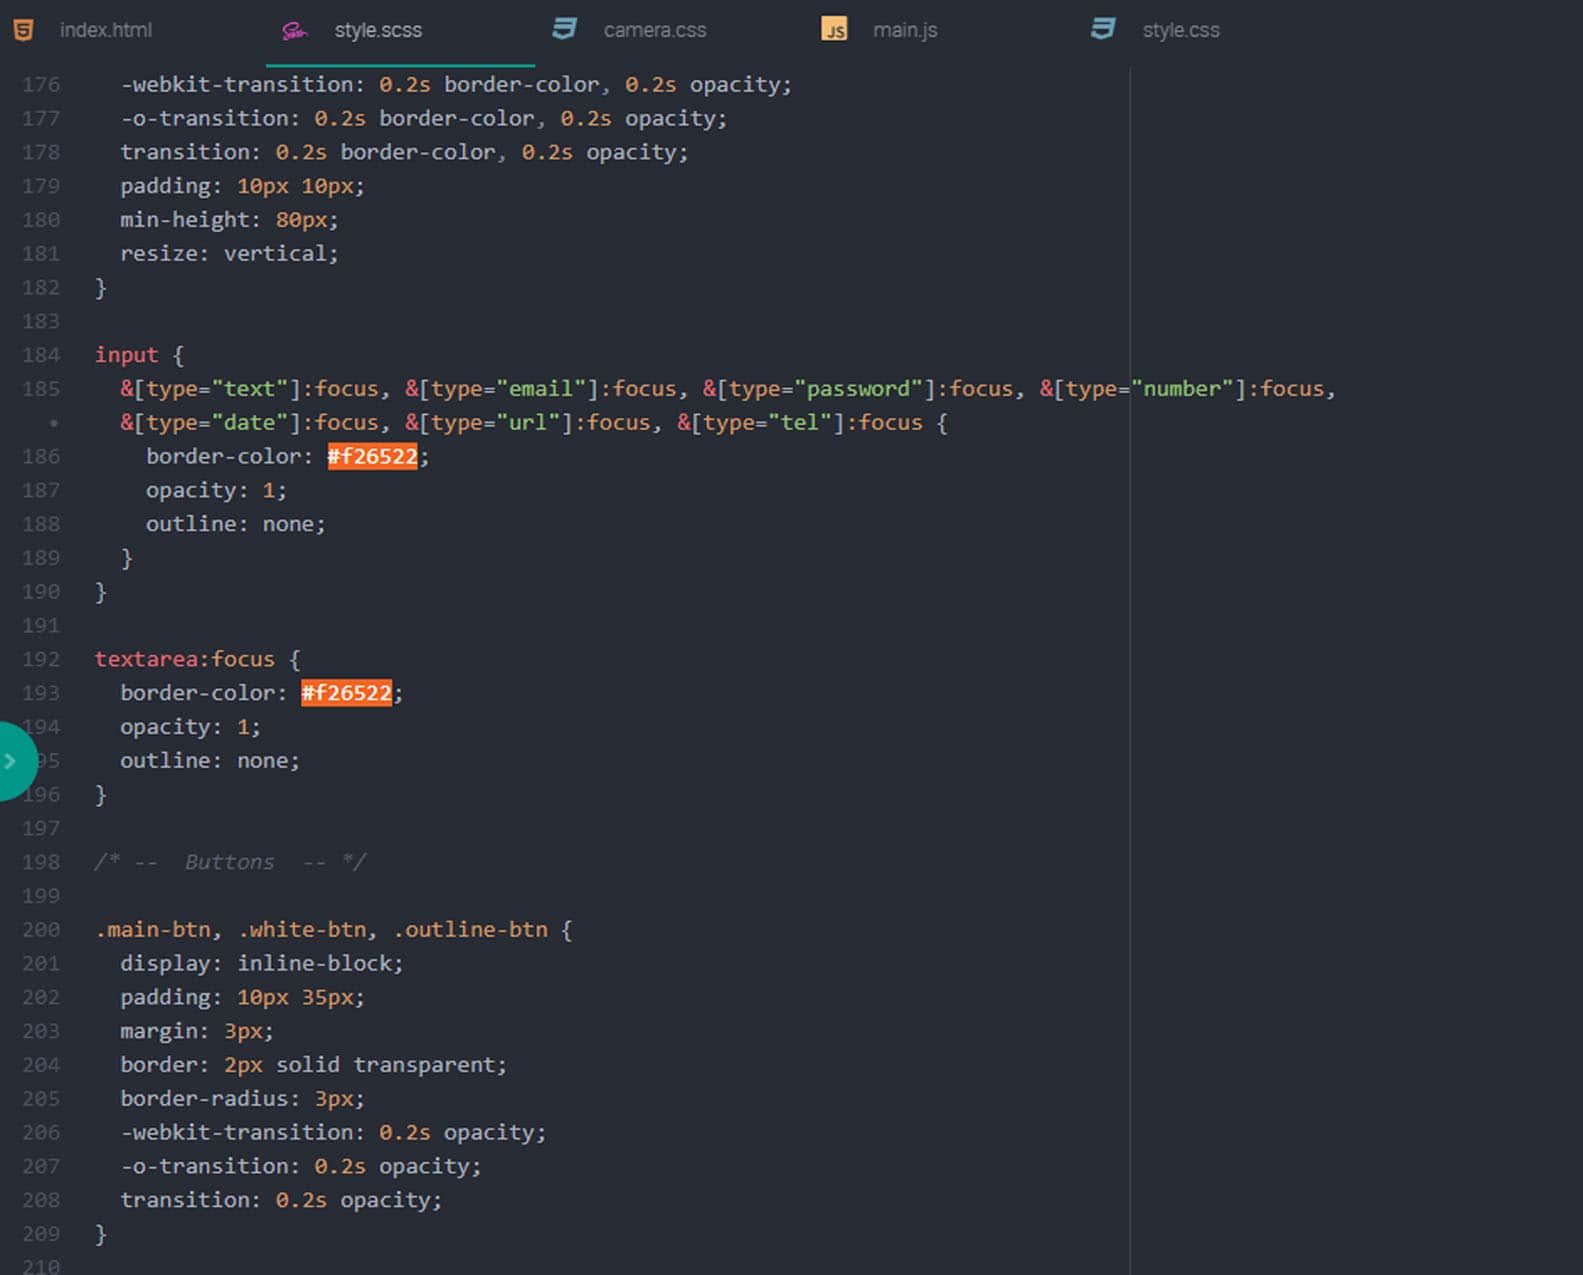 index.html style.scss camera.css JS main.js style.css
176 -webkit-transition: 0.2s border-color, 0.2s opacity;
177 -o-transition: 0.2s border-color, 0.2s opacity;
178 transition: 0.2s border-color, 0.2s opacity;
179 padding: 10px 10px;
180 min-height: 80px;
181 resize: vertical;
182 }
183
184 input {
185 &[type="text"]:focus, &[type="email"]:focus, &[type="password"]:focus, &[type="number"]:focus,
• &[type="date"]:focus, &[type="url"]:focus, &[type="tel"]:focus {
186 border-color: #f26522;
187 opacity: 1;
188 outline: none;
189 }
190 }
191
192 textarea:focus {
193 border-color: #f26522;
194 opacity: 1;
195 outline: none;
196 }
197
198 /* -- Buttons -- */
199
200 .main-btn, .white-btn, .outline-btn {
201 display: inline-block;
202 padding: 10px 35px;
203 margin: 3px;
204 border: 2px solid transparent;
205 border-radius: 3px;
206 -webkit-transition: 0.2s opacity;
207 -o-transition: 0.2s opacity;
208 transition: 0.2s opacity;
209 }
210